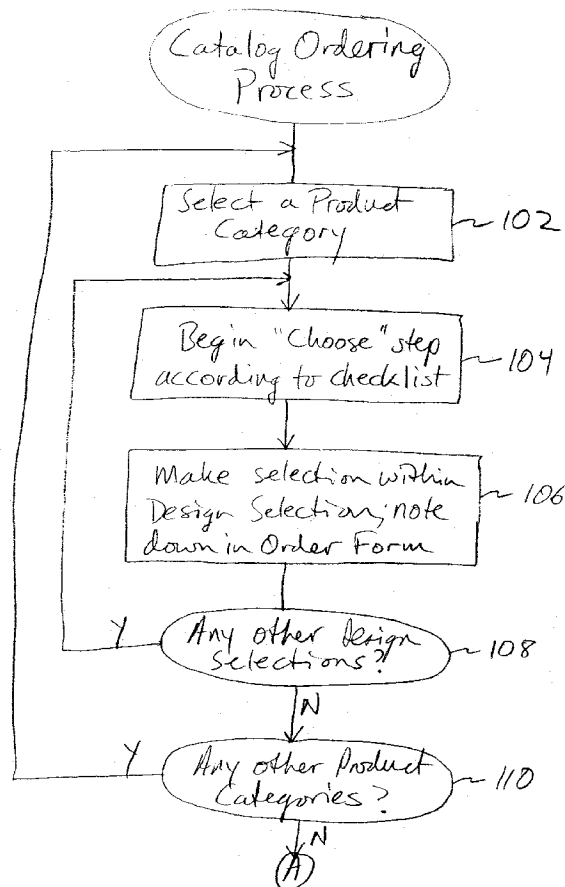 Catalog Ordering
Process
Select a Product
Category
102
Begin "Choose" step
according to checklist
104
Make selection within
Design Selection; note
down in Order Form
106
Y
Any other Design
Selections?
108
N
Y
Any other Product
Categories?
110
N
A